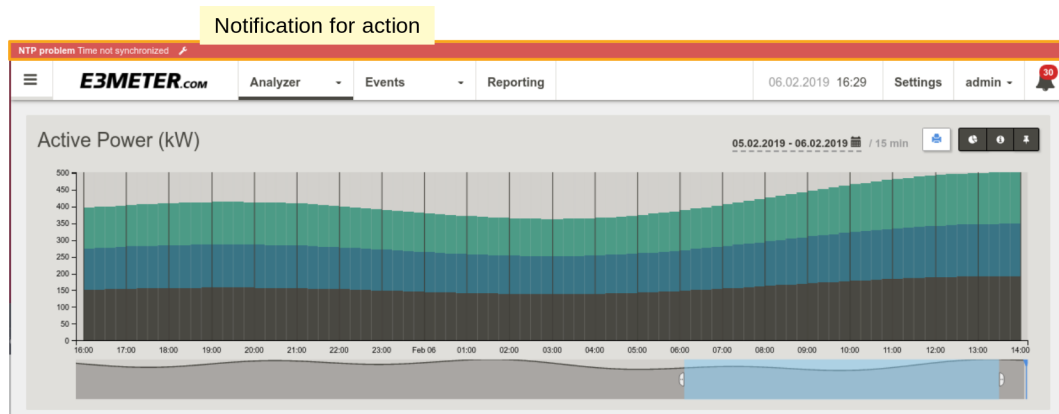 Notification for action
NTP problem Time not synchronized
E3METER.COM Analyzer Events Reporting 06.02.2019 16:29 Settings admin 30
Active Power (kW)
05.02.2019 - 06.02.2019 / 15 min
500
450
400
350
300
250
200
150
100
50
0
16:00 17:00 18:00 19:00 20:00 21:00 22:00 23:00 Feb 06 01:00 02:00 03:00 04:00 05:00 06:00 07:00 08:00 09:00 10:00 11:00 12:00 13:00 14:00